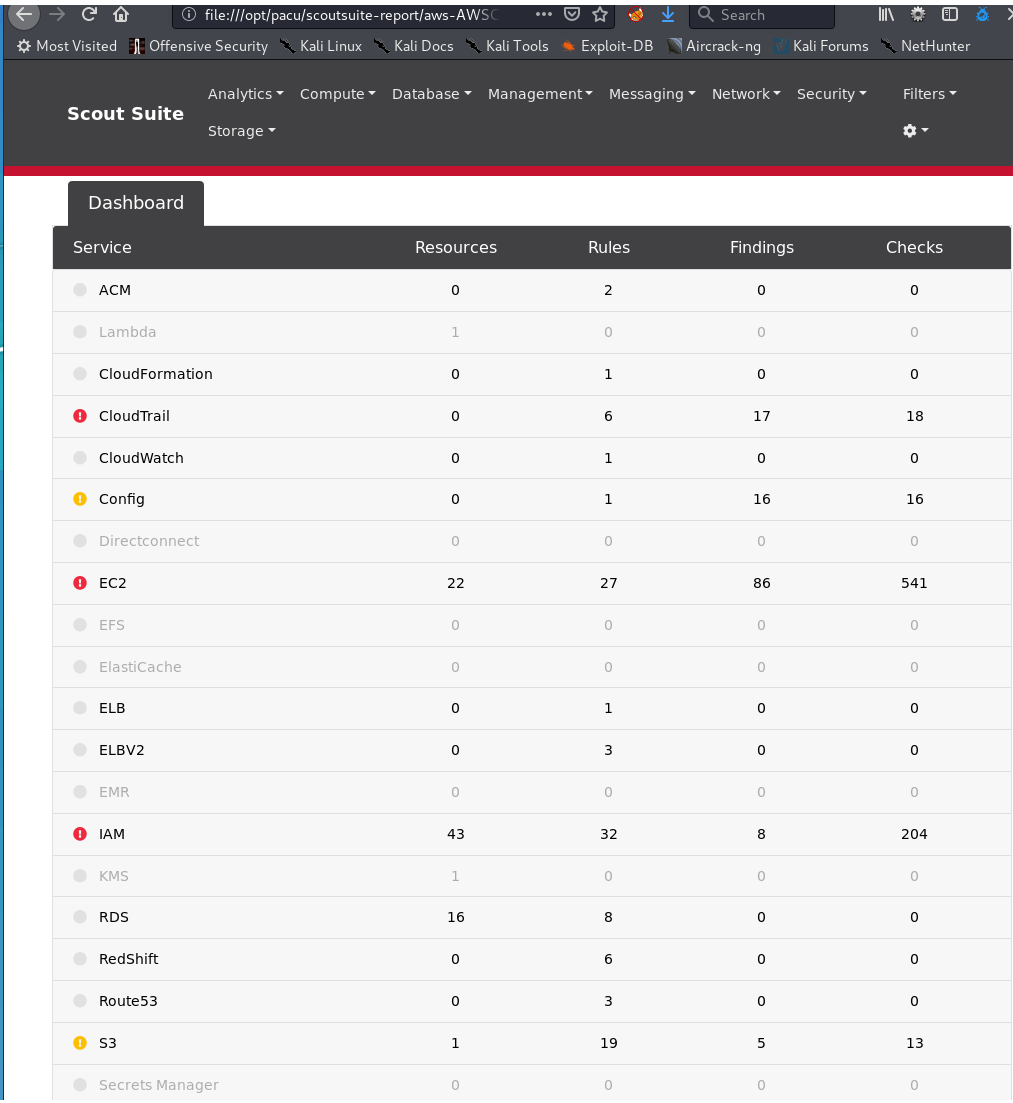 file:///opt/pacu/scoutsuite-report/aws-AWSC
Search
Most Visited Offensive Security Kali Linux Kali Docs Kali Tools Exploit-DB Aircrack-ng Kali Forums NetHunter
Scout Suite
Analytics Compute Database Management Messaging Network Security Filters
Storage
Dashboard
Service Resources Rules Findings Checks
ACM 0 2 0 0
Lambda 1 0 0 0
CloudFormation 0 1 0 0
CloudTrail 0 6 17 18
CloudWatch 0 1 0 0
Config 0 1 16 16
Directconnect 0 0 0 0
EC2 22 27 86 541
EFS 0 0 0 0
ElastiCache 0 0 0 0
ELB 0 1 0 0
ELBV2 0 3 0 0
EMR 0 0 0 0
IAM 43 32 8 204
KMS 1 0 0 0
RDS 16 8 0 0
RedShift 0 6 0 0
Route53 0 3 0 0
S3 1 19 5 13
Secrets Manager 0 0 0 0